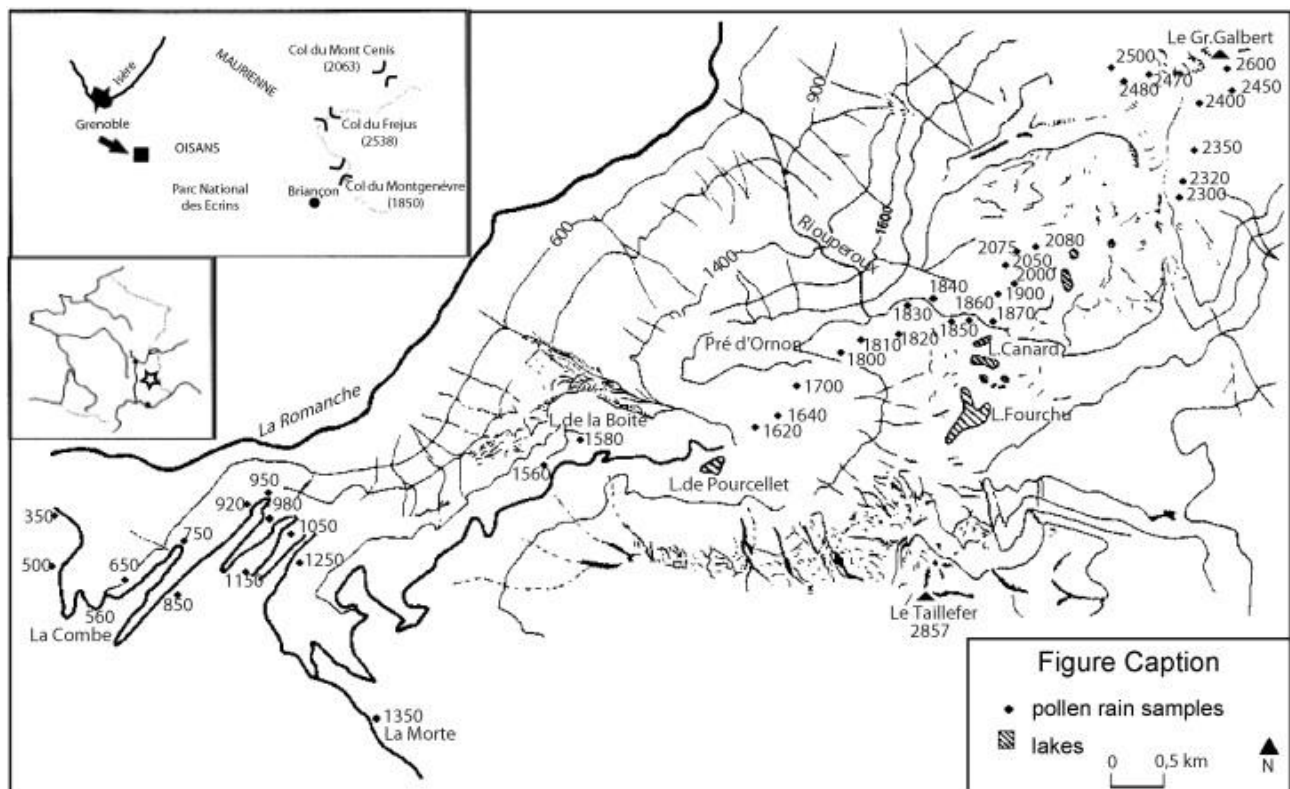 Isère
MAURIENNE
Col du Mont Cenis
(2063)
Grenoble
OISANS
Col du Frejus
(2538)
Parc National
des Ecrins
Briançon
Col du Montgenévre
(1850)
La Romanche
600
900
1400
1600
Riouperoux
Le Gr.Galbert
2500
2600
2480
2470
2450
2400
2350
2320
2300
2075
2080
2050
2000
1900
1840
1860
1830
1850
1870
1820
1810
1800
Pré d'Ornon
L.Canard
1700
L.Fourchu
1640
1620
L.de la Boite
1580
1560
L.de Pourcellet
950
920
980
350
750
1050
500
650
1150
1250
560
850
La Combe
Le Taillefer
2857
1350
La Morte
Figure Caption
pollen rain samples
lakes
0 0,5 km
N